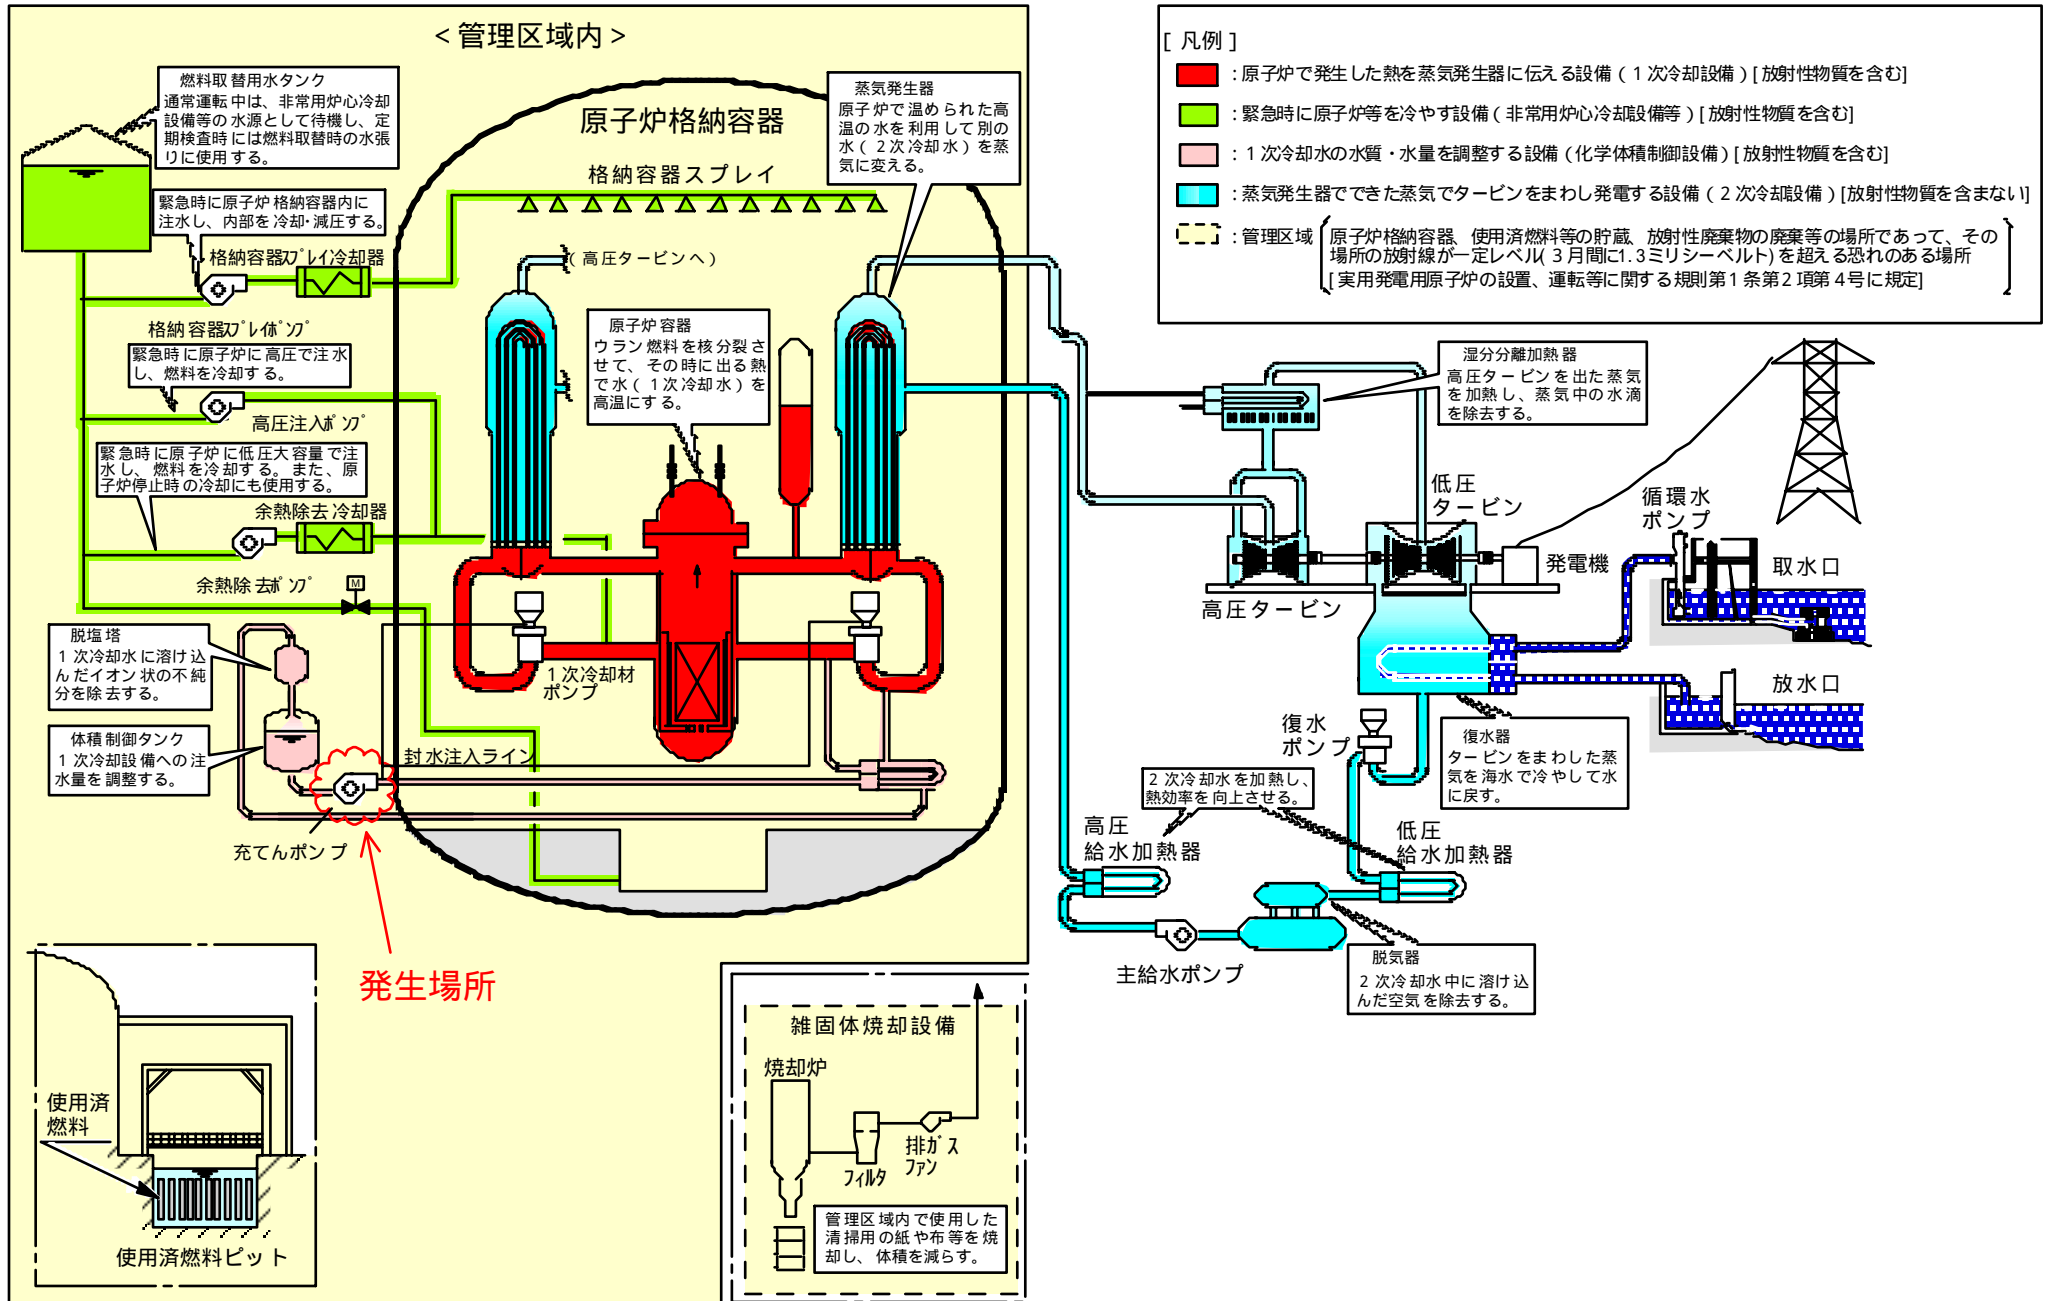 ＜管理区域内＞
燃料取替用水タンク
通常運転中は、非常用炉心冷却
設備等の水源として待機し、定
期検査時には燃料取替時の水張
りに使用する。
緊急時に原子炉格納容器内に
注水し、内部を冷却・減圧する。
格納容器ｽﾌﾟﾚｲ冷却器
格納容器ｽﾌﾟﾚｲﾎﾟﾝﾌﾟ
緊急時に原子炉に高圧で注水
し、燃料を冷却する。
高圧注入ﾎﾟﾝﾌﾟ
緊急時に原子炉に低圧大容量で注
水し、燃料を冷却する。また、原
子炉停止時の冷却にも使用する。
余熱除去冷却器
余熱除去ﾎﾟﾝﾌﾟ
M
脱塩塔
１次冷却水に溶け込
んだイオン状の不純
分を除去する。
体積制御タンク
１次冷却設備への注
水量を調整する。
充てんポンプ
発生場所
封水注入ライン
原子炉格納容器
格納容器スプレイ
（高圧タービンへ）
蒸気発生器
原子炉で温められた高
温の水を利用して別の
水（２次冷却水）を蒸
気に変える。
原子炉容器
ウラン燃料を核分裂さ
せて、その時に出る熱
で水（１次冷却水）を
高温にする。
１次冷却材
ポンプ
[ 凡例 ]
：原子炉で発生した熱を蒸気発生器に伝える設備（１次冷却設備）[放射性物質を含む]
：緊急時に原子炉等を冷やす設備（非常用炉心冷却設備等）[放射性物質を含む]
：１次冷却水の水質・水量を調整する設備（化学体積制御設備）[放射性物質を含む]
：蒸気発生器でできた蒸気でタービンをまわし発電する設備（２次冷却設備）[放射性物質を含まない]
：管理区域
原子炉格納容器、使用済燃料等の貯蔵、放射性廃棄物の廃棄等の場所であって、その
場所の放射線が一定レベル(３月間に1.3ミリシーベルト)を超える恐れのある場所
[実用発電用原子炉の設置、運転等に関する規則第１条第２項第４号に規定]
湿分分離加熱器
高圧タービンを出た蒸気
を加熱し、蒸気中の水滴
を除去する。
低圧
タービン
高圧タービン
発電機
循環水
ポンプ
取水口
放水口
復水
ポンプ
復水器
タービンをまわした蒸
気を海水で冷やして水
に戻す。
２次冷却水を加熱し、
熱効率を向上させる。
高圧
給水加熱器
低圧
給水加熱器
主給水ポンプ
脱気器
２次冷却水中に溶け込
んだ空気を除去する。
使用済
燃料
使用済燃料ピット
雑固体焼却設備
焼却炉
ﾌｨﾙﾀ
排ｶﾞｽ
ﾌｧﾝ
管理区域内で使用した
清掃用の紙や布等を焼
却し、体積を減らす。